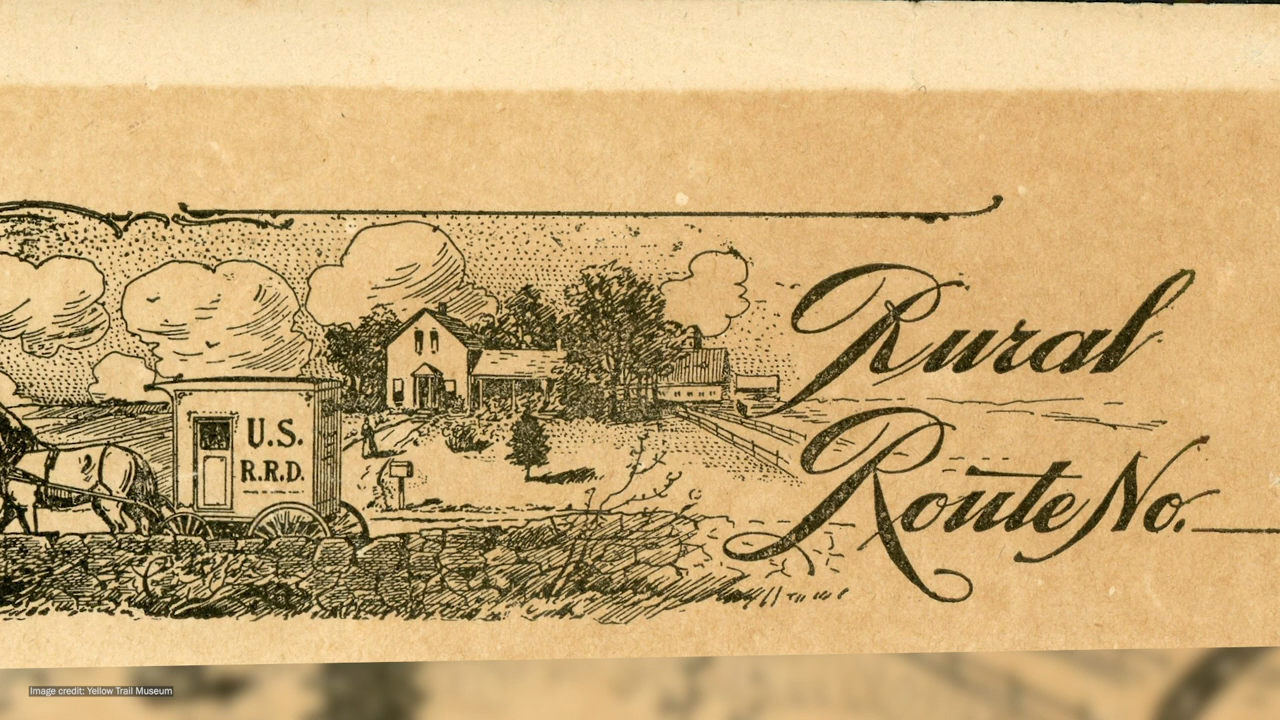 U.S.
R.R.D.
Rural
Route No.
Image credit: Yellow Trail Museum